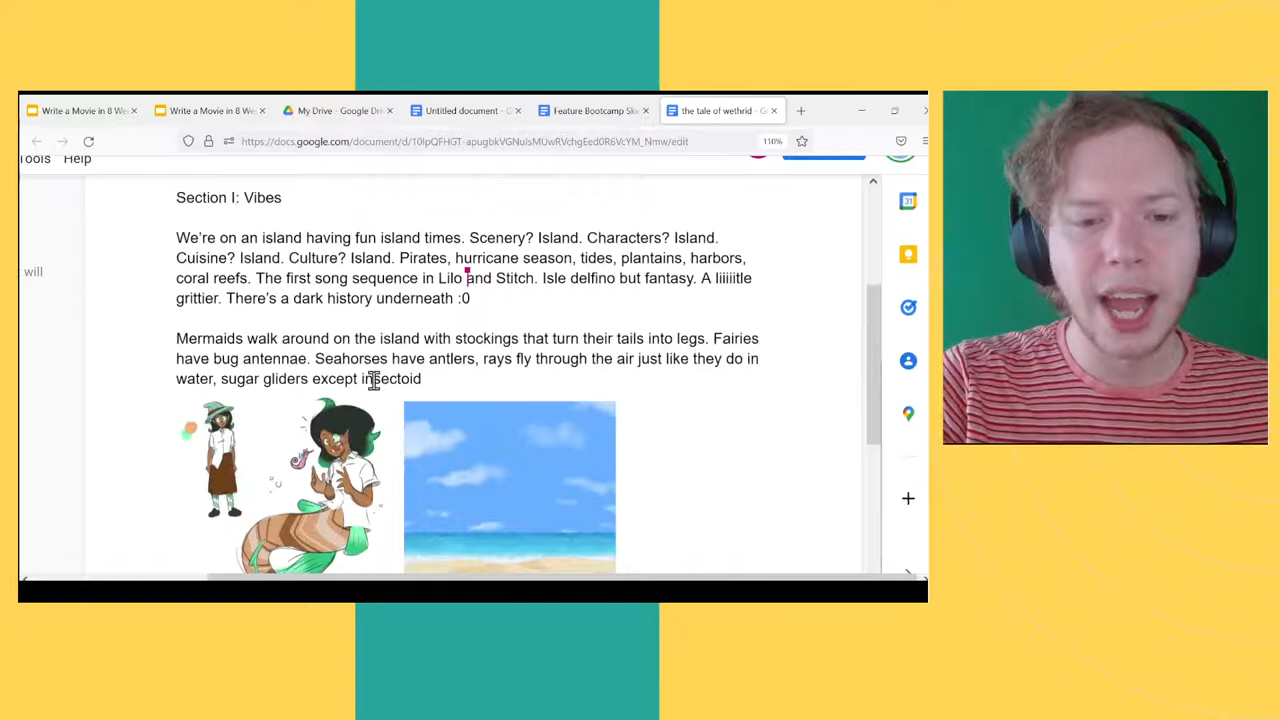 Write a Movie in 8 We
Write a Movie in 8 We
My Drive - Google Dri
Untitled document - G
Feature Bootcamp Ske
the tale of wethrid - Go
https://docs.google.com/document/d/10lpQFHGT-apugbkVGNuIsMUwRVchgEed0R6VcYM_Nmw/edit
110%
Tools Help
31
will
Section I: Vibes
We’re on an island having fun island times. Scenery? Island. Characters? Island.
Cuisine? Island. Culture? Island. Pirates, hurricane season, tides, plantains, harbors,
coral reefs. The first song sequence in Lilo and Stitch. Isle delfino but fantasy. A liiiiitle
grittier. There’s a dark history underneath :0
Mermaids walk around on the island with stockings that turn their tails into legs. Fairies
have bug antennae. Seahorses have antlers, rays fly through the air just like they do in
water, sugar gliders except insectoid